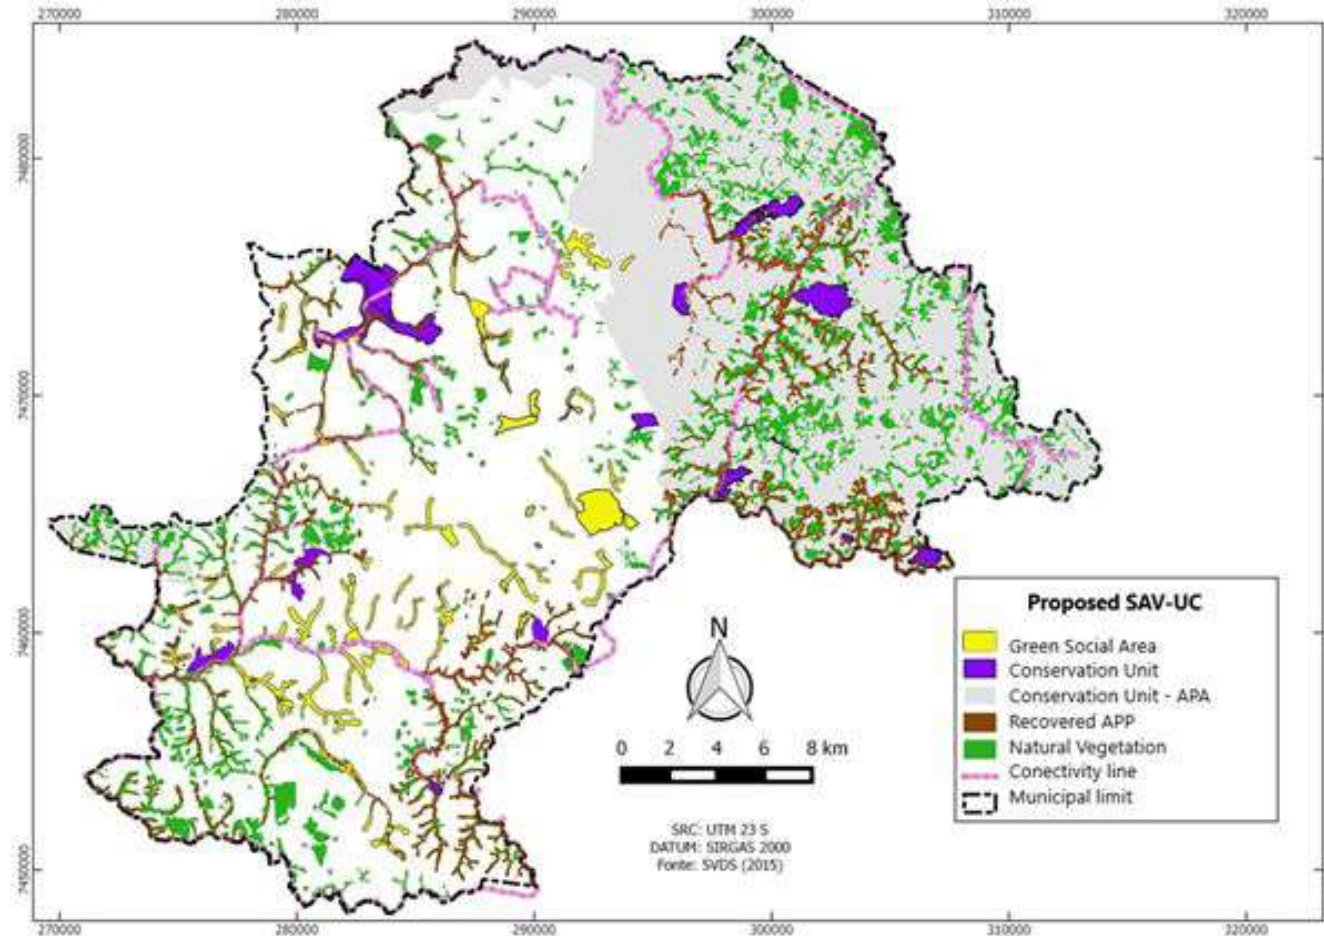 270000 280000 290000 300000 310000 320000
7480000
7470000
7460000
7450000
N
0 2 4 6 8 km
SRC: UTM 23 S
DATUM: SIRGAS 2000
Fonte: SVDS (2015)
Proposed SAV-UC
Green Social Area
Conservation Unit
Conservation Unit - APA
Recovered APP
Natural Vegetation
Conectivity line
Municipal limit
270000 280000 290000 300000 310000 320000